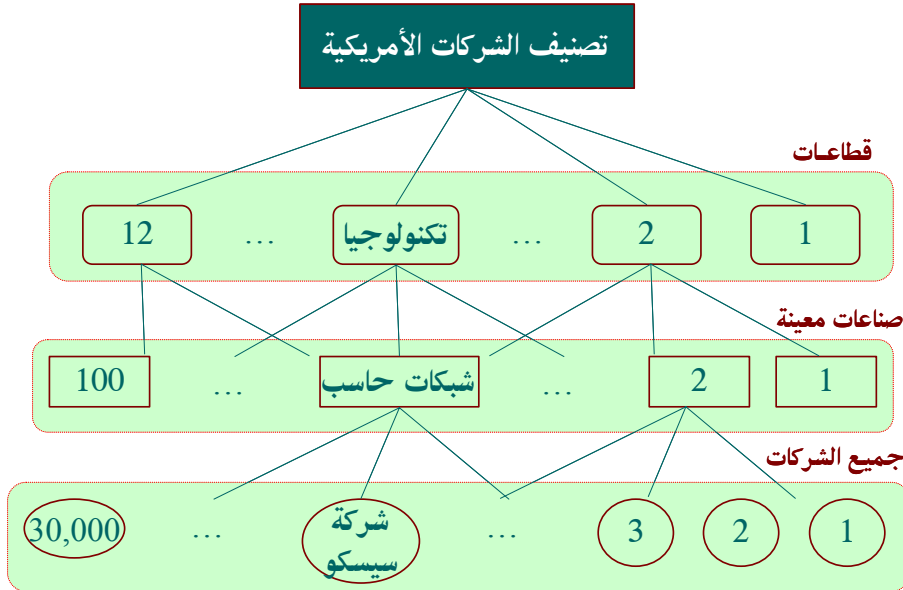 تصنيف الشركات الأمريكية
قطاعـات
1 2 ... تكنولوجيا ... 12
صناعات معينة
1 2 ... شبكات حاسب ... 100
جميع الشركات
1 2 3 ... شركة سيسكو ... 30,000